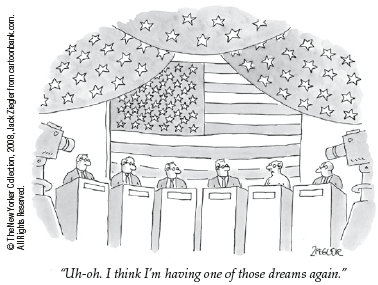 © The New Yorker Collection, 2008, Jack Ziegler from cartoonbank.com.
All Rights Reserved.
ZIEGLER
"Uh-oh. I think I'm having one of those dreams again."